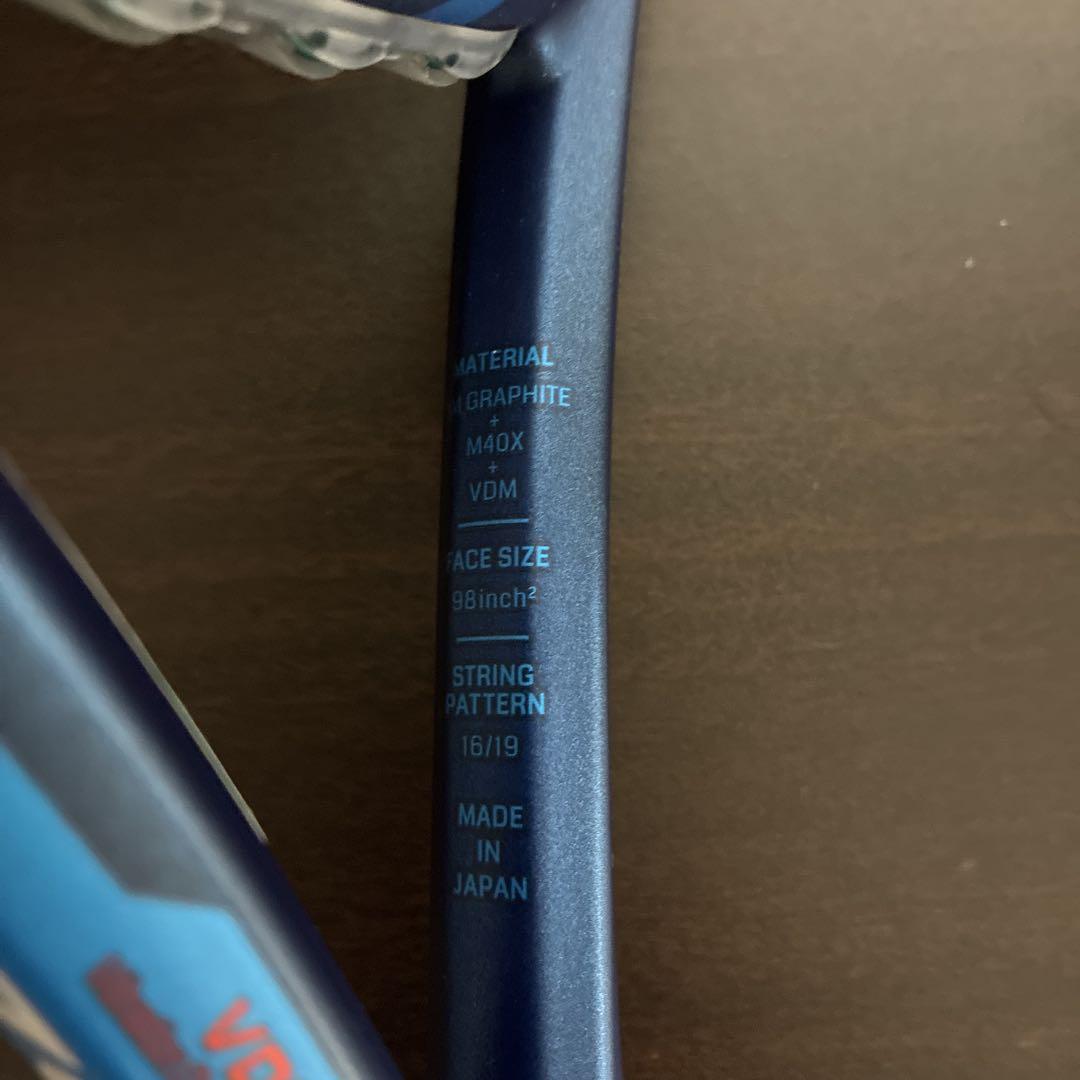 MATERIAL
M GRAPHITE
+
M40X
+
VDM
FACE SIZE
98inch²
STRING
PATTERN
16/19
MADE
IN
JAPAN